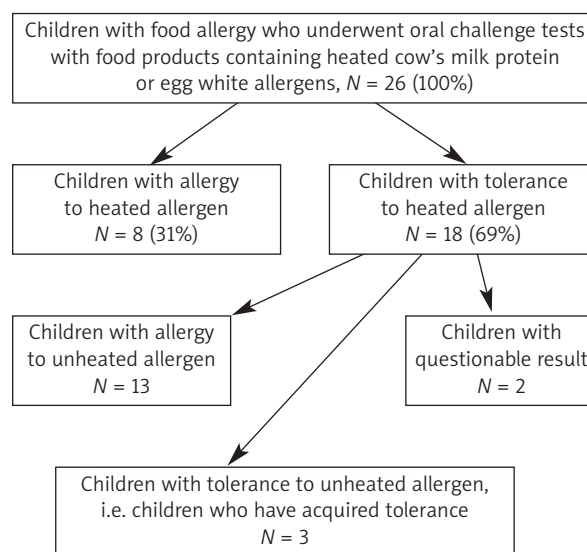 Children with food allergy who underwent oral challenge tests
with food products containing heated cow's milk protein
or egg white allergens, N = 26 (100%)
Children with allergy
to heated allergen
N = 8 (31%)
Children with tolerance
to heated allergen
N = 18 (69%)
Children with allergy
to unheated allergen
N = 13
Children with
questionable result
N = 2
Children with tolerance to unheated allergen,
i.e. children who have acquired tolerance
N = 3